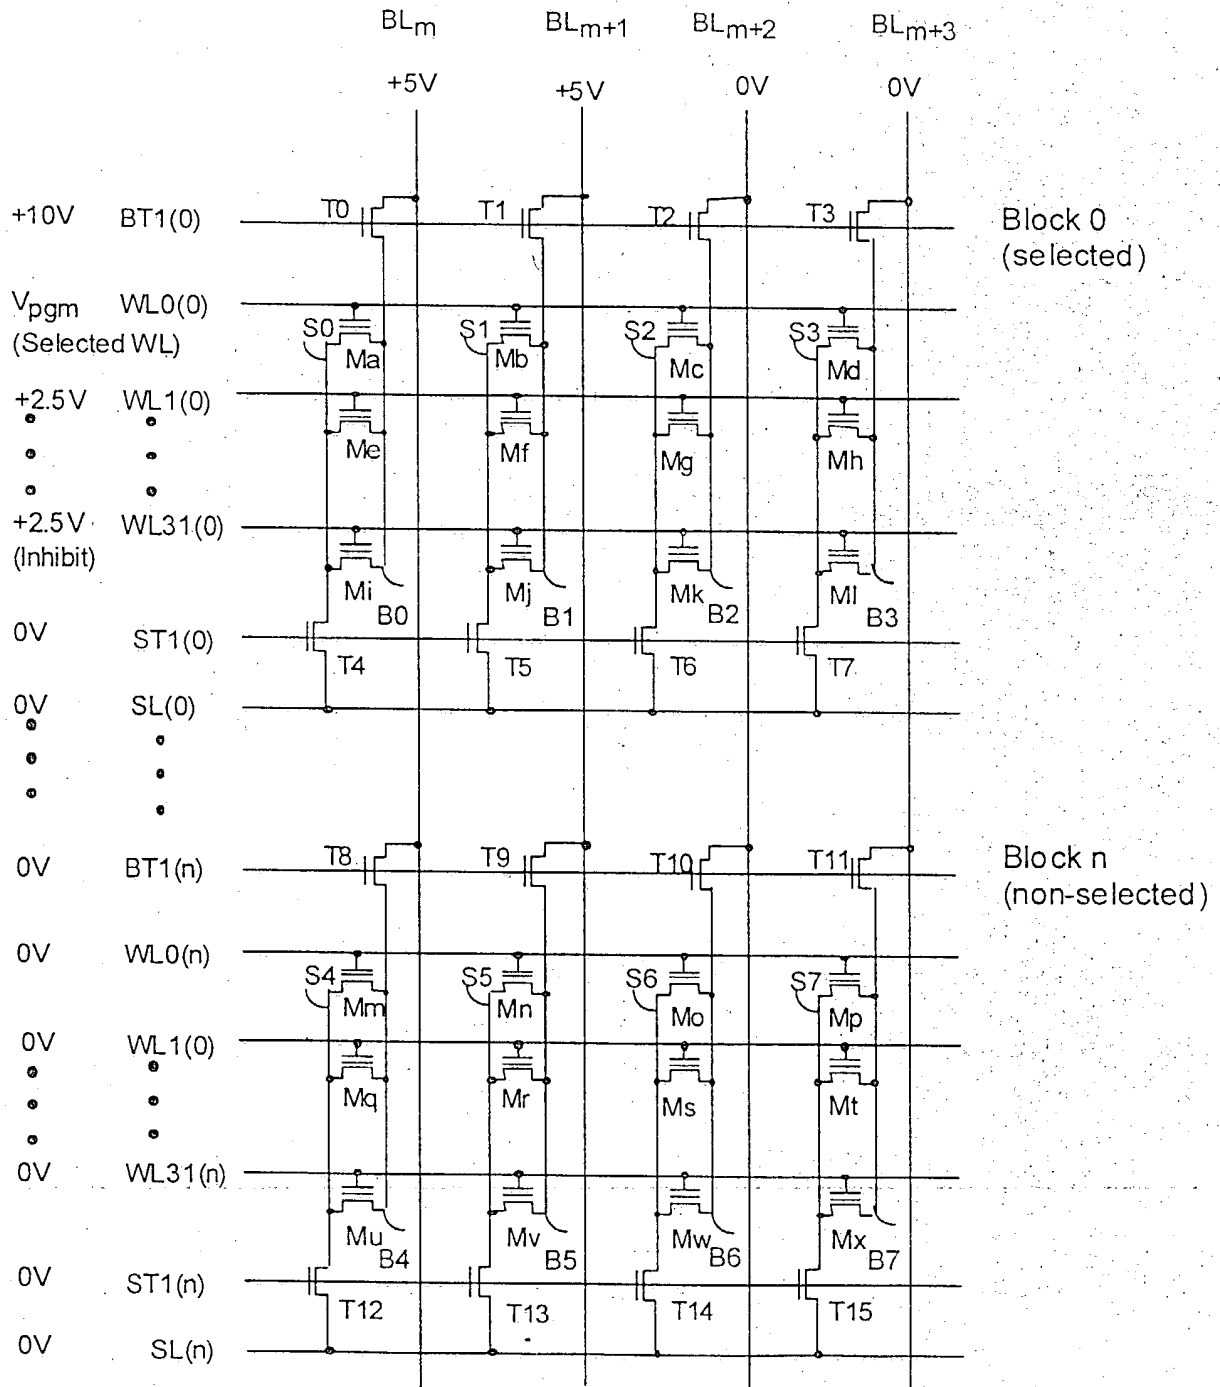 BLm BLm+1 BLm+2 BLm+3
+5V +5V 0V 0V
+10V BT1(0) T0 T1 T2 T3 Block 0
(selected)
Vpgm WL0(0)
(Selected WL) S0 S1 S2 S3
Ma Mb Mc Md
+2.5V WL1(0)
Me Mf Mg Mh
+2.5V WL31(0)
(Inhibit)
Mi Mj Mk Ml
B0 B1 B2 B3
0V ST1(0)
T4 T5 T6 T7
0V SL(0)
0V BT1(n) T8 T9 T10 T11 Block n
(non-selected)
0V WL0(n)
S4 S5 S6 S7
Mm Mn Mo Mp
0V WL1(0)
Mq Mr Ms Mt
0V WL31(n)
Mu Mv Mw Mx
B4 B5 B6 B7
0V ST1(n)
T12 T13 T14 T15
0V SL(n)